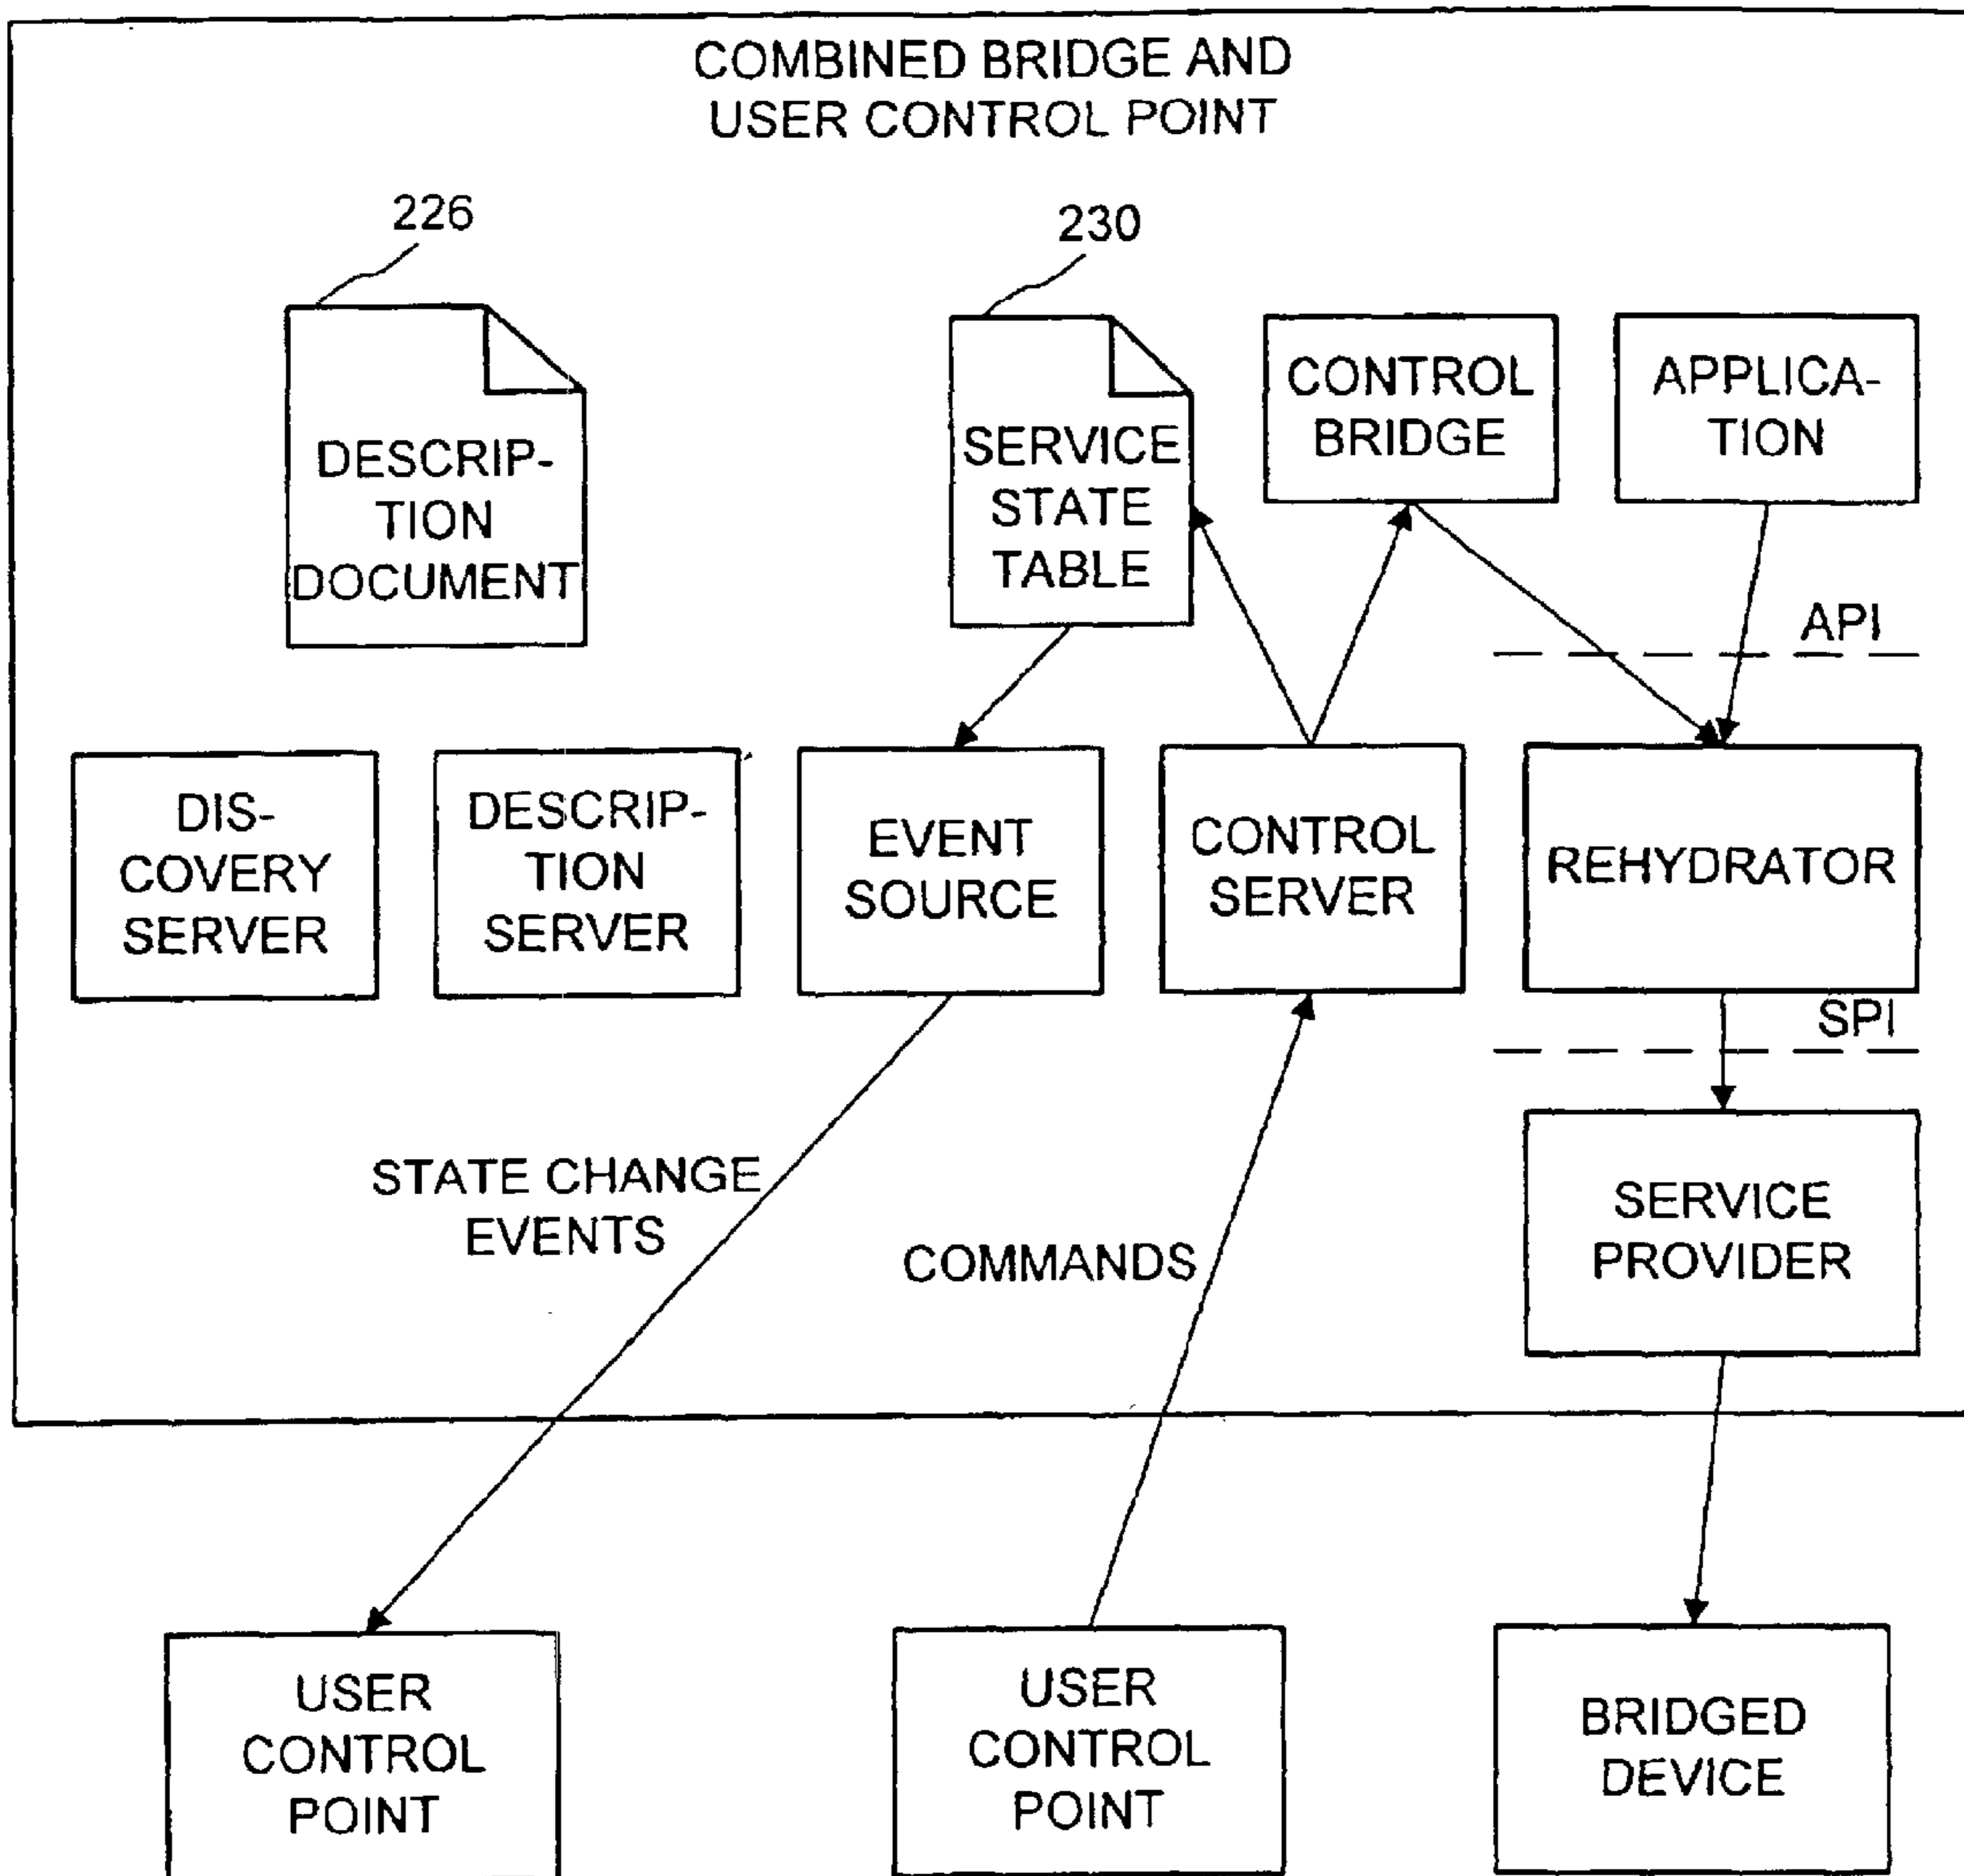 COMBINED BRIDGE AND
USER CONTROL POINT
226
230
DESCRIP-
TION
DOCUMENT
SERVICE
STATE
TABLE
CONTROL
BRIDGE
APPLICA-
TION
API
DIS-
COVERY
SERVER
DESCRIP-
TION
SERVER
EVENT
SOURCE
CONTROL
SERVER
REHYDRATOR
SPI
STATE CHANGE
EVENTS
COMMANDS
SERVICE
PROVIDER
USER
CONTROL
POINT
USER
CONTROL
POINT
BRIDGED
DEVICE